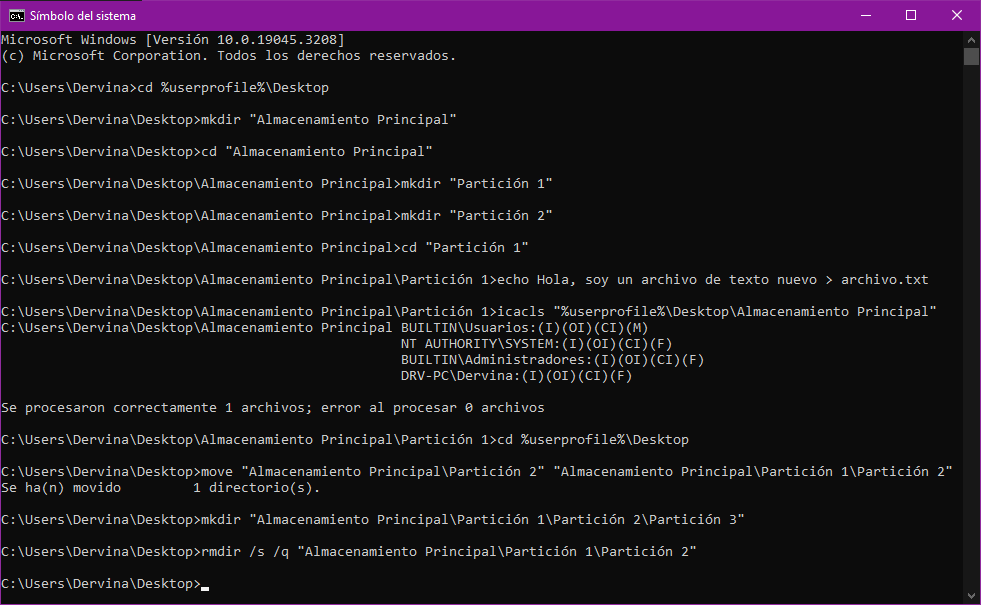 Símbolo del sistema
Microsoft Windows [Versión 10.0.19045.3208]
(c) Microsoft Corporation. Todos los derechos reservados.
C:\Users\Dervina>cd %userprofile%\Desktop
C:\Users\Dervina\Desktop>mkdir "Almacenamiento Principal"
C:\Users\Dervina\Desktop>cd "Almacenamiento Principal"
C:\Users\Dervina\Desktop\Almacenamiento Principal>mkdir "Partición 1"
C:\Users\Dervina\Desktop\Almacenamiento Principal>mkdir "Partición 2"
C:\Users\Dervina\Desktop\Almacenamiento Principal>cd "Partición 1"
C:\Users\Dervina\Desktop\Almacenamiento Principal\Partición 1>echo Hola, soy un archivo de texto nuevo > archivo.txt
C:\Users\Dervina\Desktop\Almacenamiento Principal\Partición 1>icacls "%userprofile%\Desktop\Almacenamiento Principal"
C:\Users\Dervina\Desktop\Almacenamiento Principal BUILTIN\Usuarios:(I)(OI)(CI)(M)
NT AUTHORITY\SYSTEM:(I)(OI)(CI)(F)
BUILTIN\Administradores:(I)(OI)(CI)(F)
DRV-PC\Dervina:(I)(OI)(CI)(F)
Se procesaron correctamente 1 archivos; error al procesar 0 archivos
C:\Users\Dervina\Desktop\Almacenamiento Principal\Partición 1>cd %userprofile%\Desktop
C:\Users\Dervina\Desktop>move "Almacenamiento Principal\Partición 2" "Almacenamiento Principal\Partición 1\Partición 2"
Se ha(n) movido         1 directorio(s).
C:\Users\Dervina\Desktop>mkdir "Almacenamiento Principal\Partición 1\Partición 2\Partición 3"
C:\Users\Dervina\Desktop>rmdir /s /q "Almacenamiento Principal\Partición 1\Partición 2"
C:\Users\Dervina\Desktop>